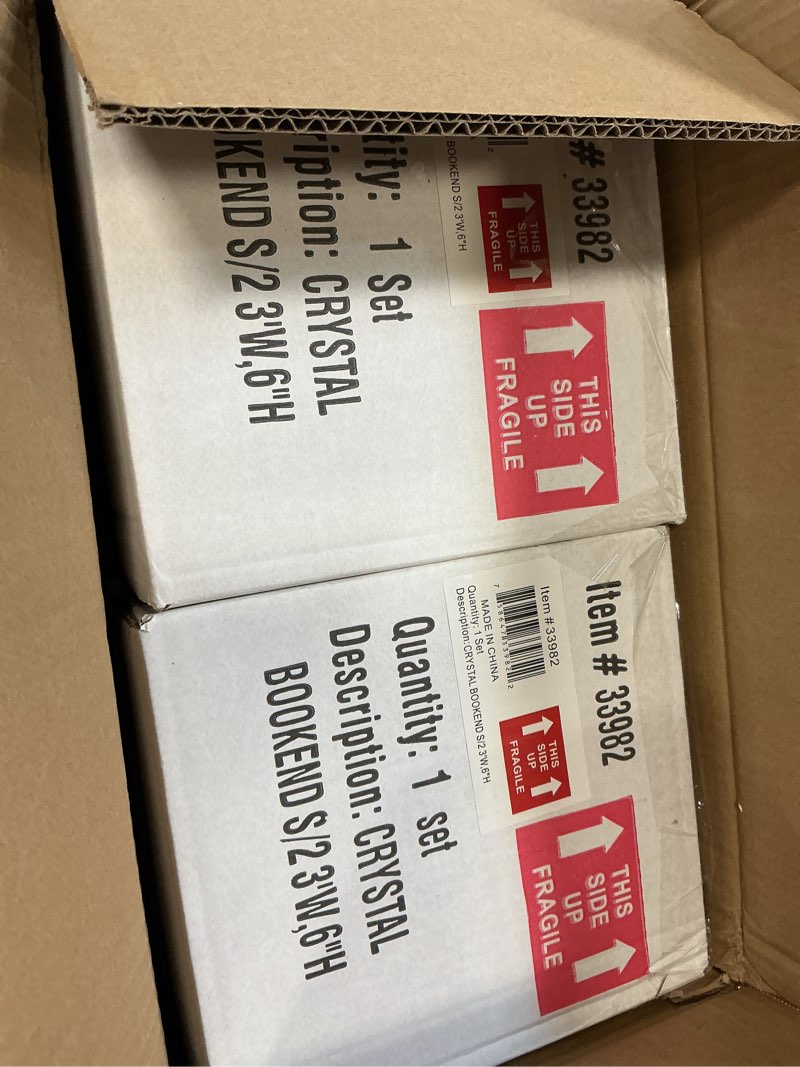 # 33982
THIS
SIDE
UP
FRAGILE
2
BOOKEND S/2 3'W,6"H
THIS
SIDE
UP
FRAGILE
tity: 1 Set
ription: CRYSTAL
KEND S/2 3'W,6"H
Item # 33982
Item # 33982
MADE IN CHINA
Quantity: 1 Set
Description:CRYSTAL BOOKEND S/2 3'W,6"H
THIS
SIDE
UP
FRAGILE
THIS
SIDE
UP
FRAGILE
Quantity: 1 set
Description: CRYSTAL
BOOKEND S/2 3'W,6"H